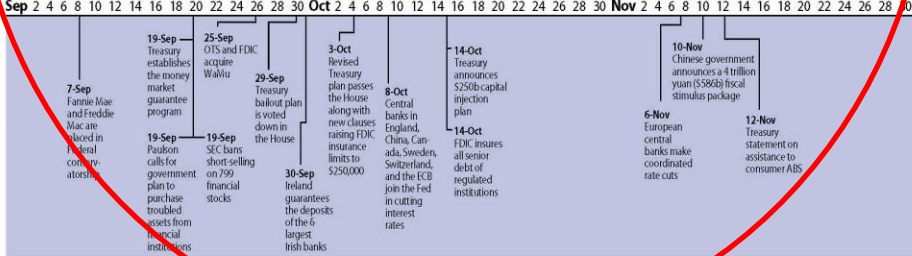 Sep 2 4 6 8 10 12 14 16 18 20 22 24 26 28 30 Oct 2 4 6 8 10 12 14 16 18 20 22 24 26 28 30 Nov 2 4 6 8 10 12 14 16 18 20 22 24 26 28 30
7-Sep
Fannie Mae
and Freddie
Mac are
placed in
Federal
conserv-
atorship
19-Sep
Treasury
establishes
the money
market
guarantee
program
19-Sep
Paulson
calls for
government
plan to
purchase
troubled
assets from
financial
institutions
25-Sep
OTS and FDIC
acquire
WaMu
19-Sep
SEC bans
short-selling
on 799
financial
stocks
29-Sep
Treasury
bailout plan
is voted
down in
the House
30-Sep
Ireland
guarantees
the deposits
of the 6
largest
Irish banks
3-Oct
Revised
Treasury
plan passes
the House
along with
new clauses
raising FDIC
insurance
limits to
$250,000
8-Oct
Central
banks in
England,
China, Can-
ada, Sweden,
Switzerland,
and the ECB
join the Fed
in cutting
interest
rates
14-Oct
Treasury
announces
$250b capital
injection
plan
14-Oct
FDIC insures
all senior
debt of
regulated
institutions
6-Nov
European
central
banks make
coordinated
rate cuts
10-Nov
Chinese government
announces a 4 trillion
yuan ($586b) fiscal
stimulus package
12-Nov
Treasury
statement on
assistance to
consumer ABS